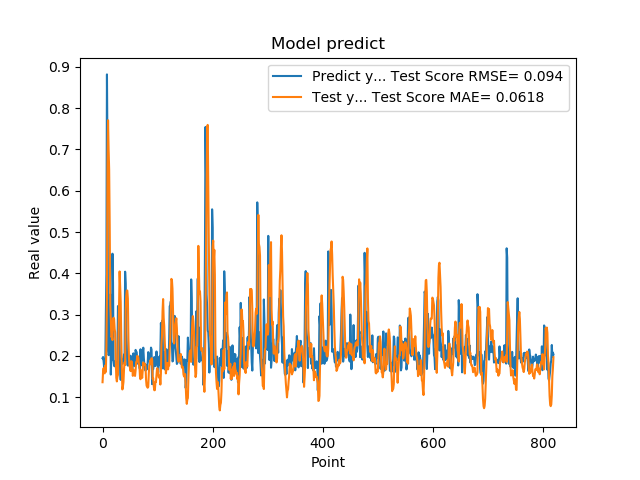 Model predict
Predict y... Test Score RMSE= 0.094
Test y... Test Score MAE= 0.0618
Real value
0.9
0.8
0.7
0.6
0.5
0.4
0.3
0.2
0.1
0 200 400 600 800
Point